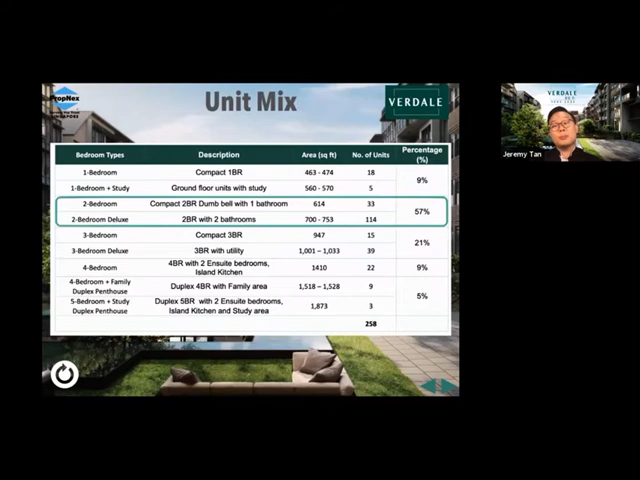 PropNex
SINGAPORE
Unit Mix
VERDALE
Bedroom Types Description Area (sq ft) No. of Units Percentage (%)
1-Bedroom Compact 1BR 463 - 474 18 9%
1-Bedroom + Study Ground floor units with study 560 - 570 5
2-Bedroom Compact 2BR Dumb bell with 1 bathroom 614 33 57%
2-Bedroom Deluxe 2BR with 2 bathrooms 700 - 753 114
3-Bedroom Compact 3BR 947 15 21%
3-Bedroom Deluxe 3BR with utility 1,001 – 1,033 39
4-Bedroom 4BR with 2 Ensuite bedrooms, Island Kitchen 1410 22 9%
4-Bedroom + Family Duplex Penthouse Duplex 4BR with Family area 1,518 – 1,528 9 5%
5-Bedroom + Study Duplex Penthouse Duplex 5BR with 2 Ensuite bedrooms, Island Kitchen and Study area 1,873 3
258
VERDALE
Jeremy Tan